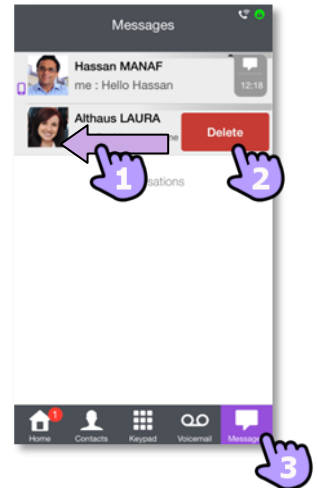 Messages
Hassan MANAF
me : Hello Hassan
12:18
Althaus LAURA
Delete
1
2
1
Home
Contacts
Keypad
Voicemail
Message
3